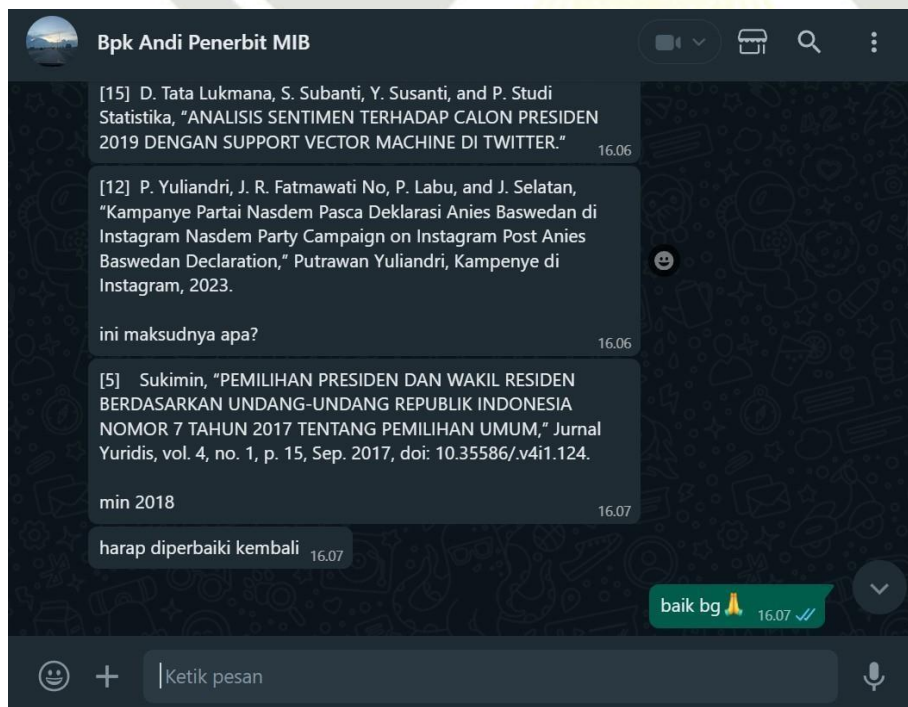 Bpk Andi Penerbit MIB
[15] D. Tata Lukmana, S. Subanti, Y. Susanti, and P. Studi
Statistika, “ANALISIS SENTIMEN TERHADAP CALON PRESIDEN
2019 DENGAN SUPPORT VECTOR MACHINE DI TWITTER.”
16.06
[12] P. Yuliandri, J. R. Fatmawati No, P. Labu, and J. Selatan,
“Kampanye Partai Nasdem Pasca Deklarasi Anies Baswedan di
Instagram Nasdem Party Campaign on Instagram Post Anies
Baswedan Declaration,” Putrawan Yuliandri, Kampenye di
Instagram, 2023.
ini maksudnya apa?
16.06
[5] Sukimin, “PEMILIHAN PRESIDEN DAN WAKIL RESIDEN
BERDASARKAN UNDANG-UNDANG REPUBLIK INDONESIA
NOMOR 7 TAHUN 2017 TENTANG PEMILIHAN UMUM,” Jurnal
Yuridis, vol. 4, no. 1, p. 15, Sep. 2017, doi: 10.35586/.v4i1.124.
min 2018
16.07
harap diperbaiki kembali 16.07
baik bg🙏 16.07
Ketik pesan